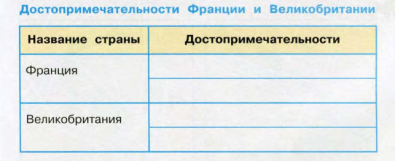 Достопримечательности Франции и Великобритании
Название страны Достопримечательности
Франция
Великобритания